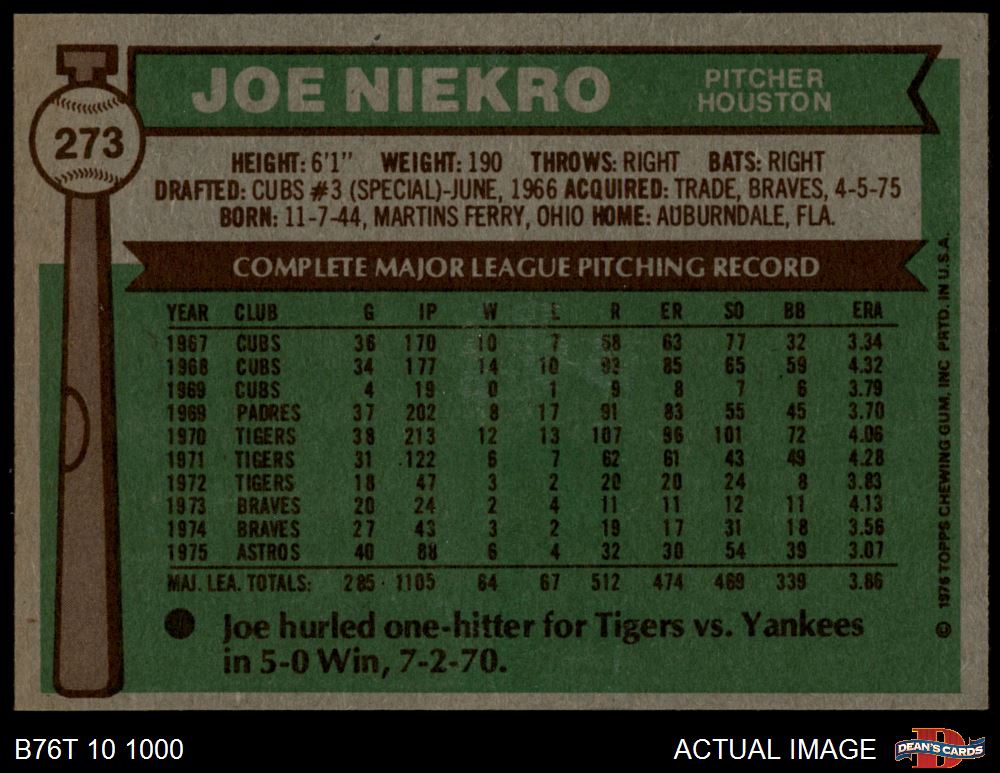 JOE NIEKRO
PITCHER
HOUSTON
273
HEIGHT: 6'1" WEIGHT: 190 THROWS: RIGHT BATS: RIGHT
DRAFTED: CUBS #3 (SPECIAL)-JUNE, 1966 ACQUIRED: TRADE, BRAVES, 4-5-75
BORN: 11-7-44, MARTINS FERRY, OHIO HOME: AUBURNDALE, FLA.
COMPLETE MAJOR LEAGUE PITCHING RECORD
YEAR CLUB G IP W L R ER SO BB ERA
1967 CUBS 36 170 10 7 68 63 77 32 3.34
1968 CUBS 34 177 14 10 93 85 65 59 4.32
1969 CUBS 4 19 0 1 9 8 7 6 3.79
1969 PADRES 37 202 8 17 91 83 55 45 3.70
1970 TIGERS 38 213 12 13 107 96 101 72 4.06
1971 TIGERS 31 122 6 7 62 61 43 49 4.28
1972 TIGERS 18 47 3 2 20 20 24 8 3.83
1973 BRAVES 20 24 2 4 11 11 12 11 4.13
1974 BRAVES 27 43 3 2 19 17 31 18 3.56
1975 ASTROS 40 88 6 4 32 30 54 39 3.07
MAJ. LEA. TOTALS: 285 1105 64 67 512 474 469 339 3.86
Joe hurled one-hitter for Tigers vs. Yankees
in 5-0 Win, 7-2-70.
© 1976 TOPPS CHEWING GUM, INC PRTD. IN U.S.A.
B76T 10 1000
ACTUAL IMAGE
DEAN'S CARDS